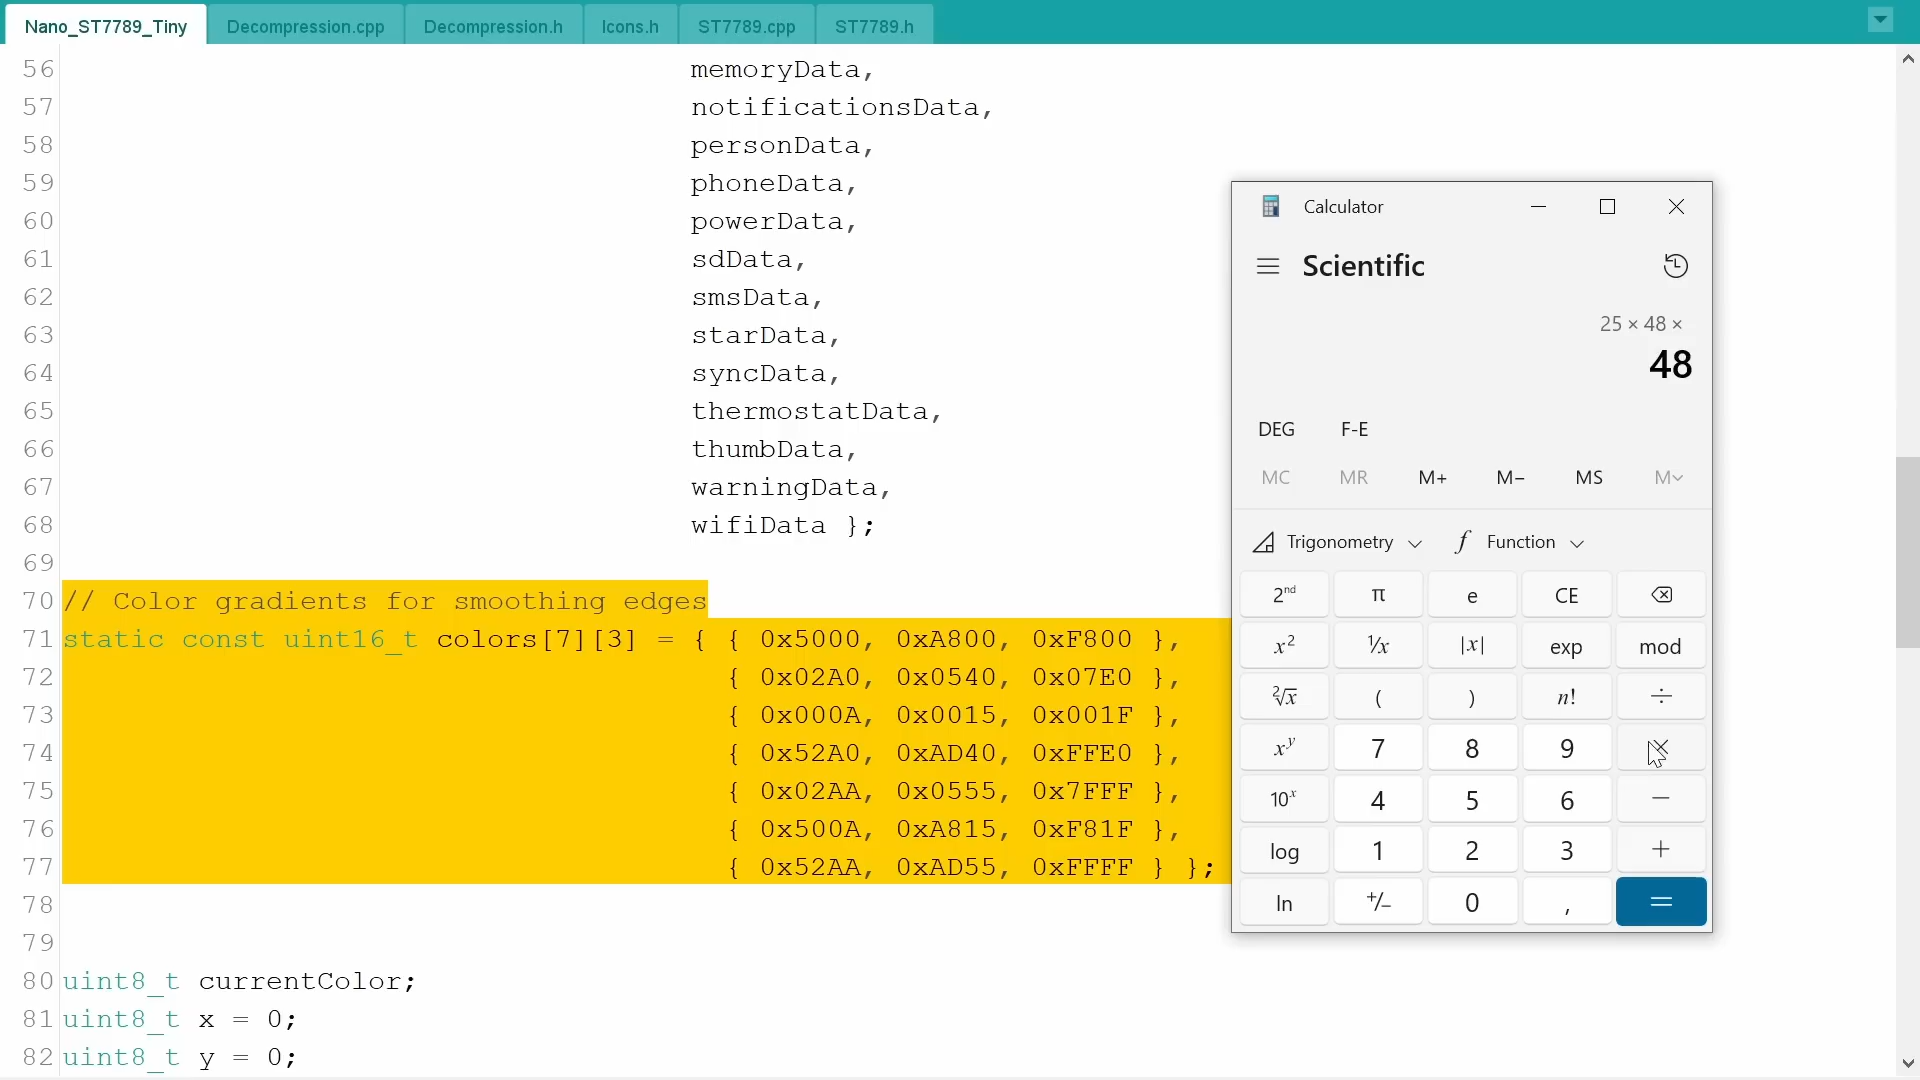 Nano_ST7789_Tiny Decompression.cpp Decompression.h Icons.h ST7789.cpp ST7789.h
56 memoryData,
57 notificationsData,
58 personData,
59 phoneData,
60 powerData,
61 sdData,
62 smsData,
63 starData,
64 syncData,
65 thermostatData,
66 thumbData,
67 warningData,
68 wifiData };
69
70 // Color gradients for smoothing edges
71 static const uint16_t colors[7][3] = { { 0x5000, 0xA800, 0xF800 },
72 { 0x02A0, 0x0540, 0x07E0 },
73 { 0x000A, 0x0015, 0x001F },
74 { 0x52A0, 0xAD40, 0xFFE0 },
75 { 0x02AA, 0x0555, 0x7FFF },
76 { 0x500A, 0xA815, 0xF81F },
77 { 0x52AA, 0xAD55, 0xFFFF } };
78
79
80 uint8_t currentColor;
81 uint8_t x = 0;
82 uint8_t y = 0;
Calculator
Scientific
25 × 48 ×
48
DEG F-E
MC MR M+ M− MS M
Trigonometry f Function
2nd π e CE
x² ¹⁄x |x| exp mod
²√x ( ) n! ÷
xʸ 7 8 9 ×
10ˣ 4 5 6 −
log 1 2 3 +
ln +/− 0 , =